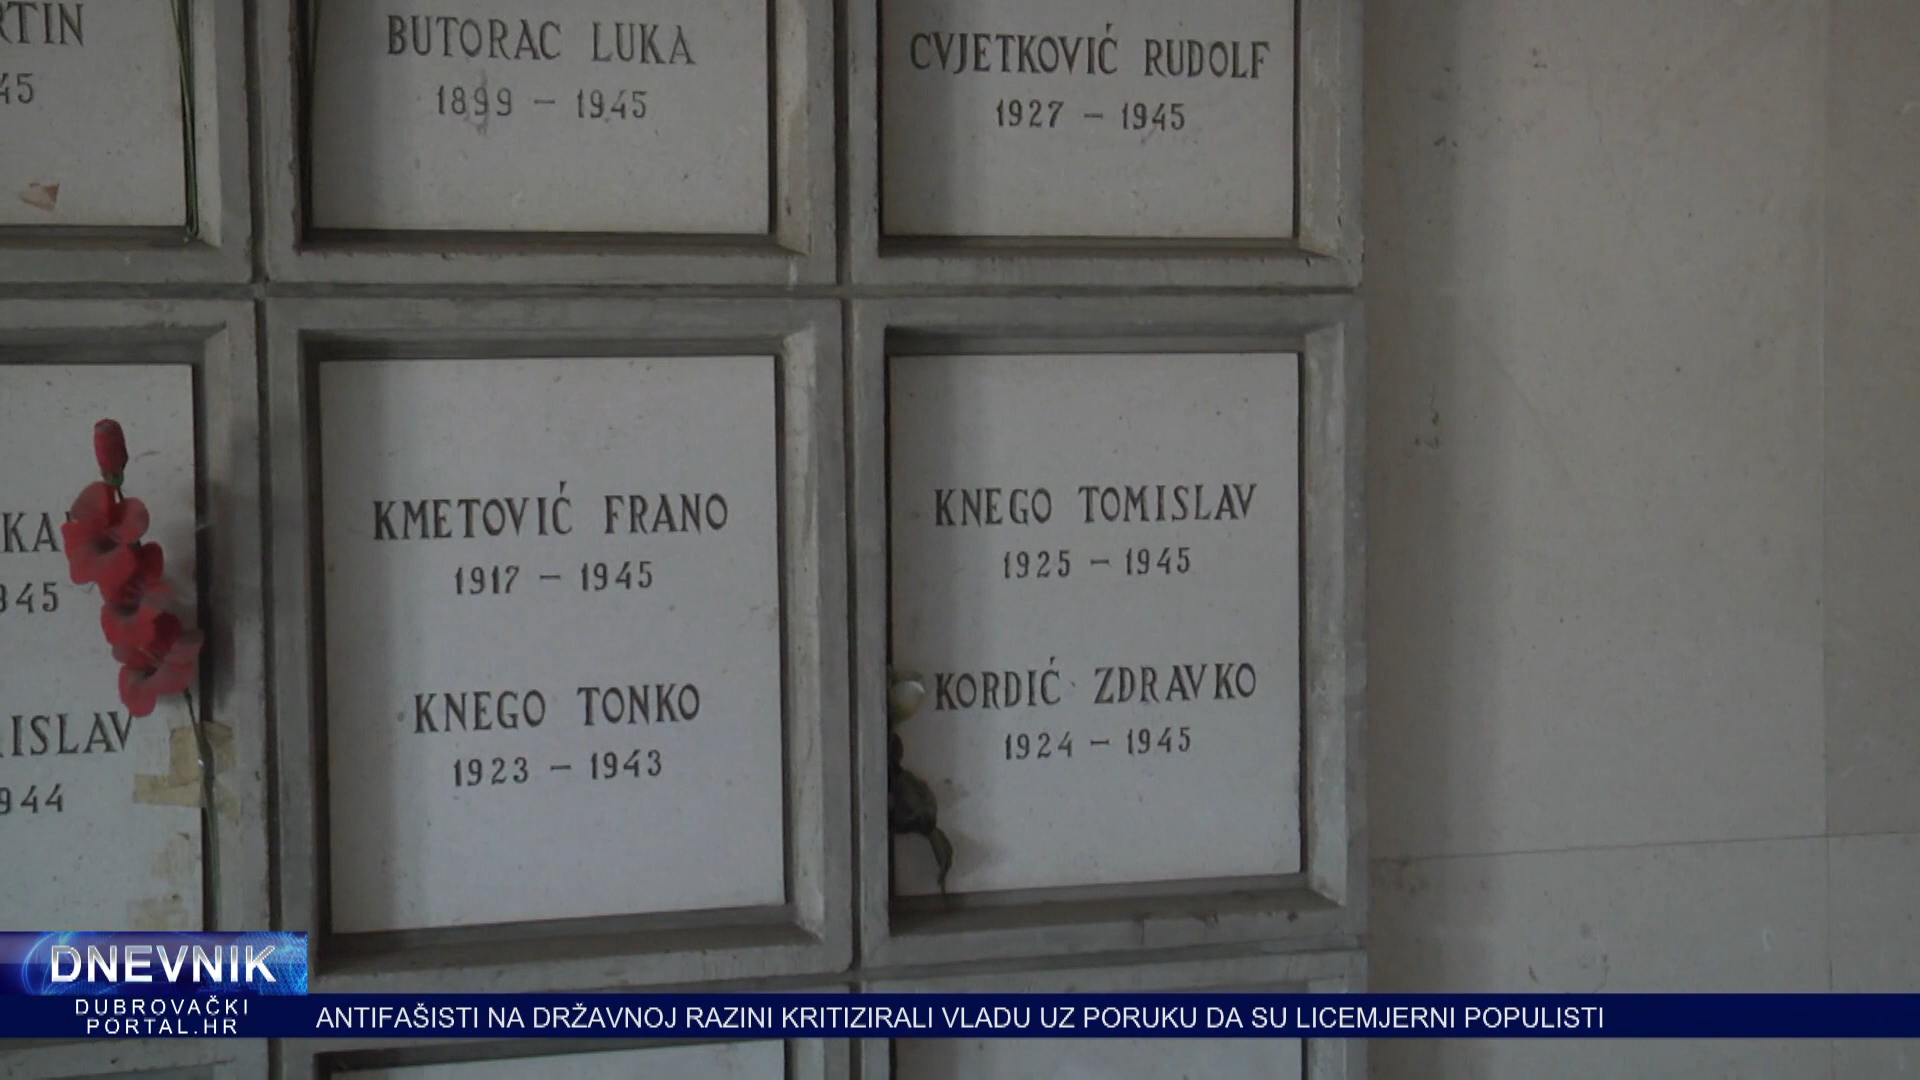 BUTORAC LUKA
1899 – 1945
CVJETKOVIĆ RUDOLF
1927 – 1945
KMETOVIĆ FRANO
1917 – 1945
KNEGO TONKO
1923 – 1943
KNEGO TOMISLAV
1925 – 1945
KORDIĆ ZDRAVKO
1924 – 1945
DNEVNIK
DUBROVAČKI
PORTAL.HR
ANTIFAŠISTI NA DRŽAVNOJ RAZINI KRITIZIRALI VLADU UZ PORUKU DA SU LICEMJERNI POPULISTI